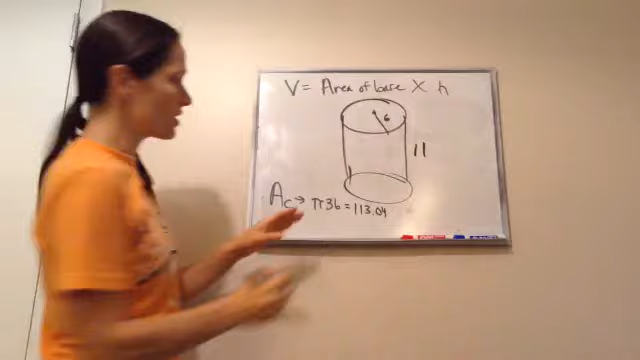 V = Area of base X h
6
11
Ac → π36 = 113.04